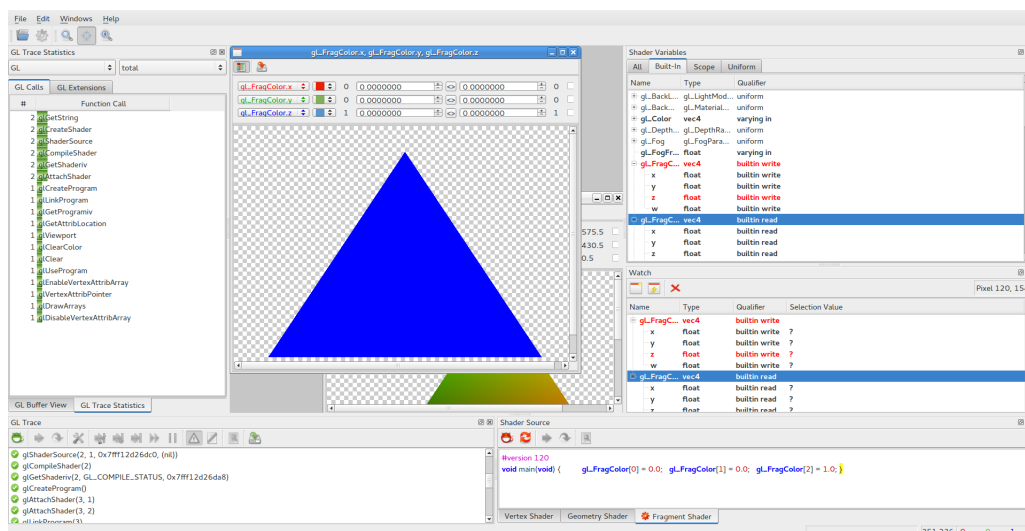 File Edit Windows Help
GL Trace Statistics
GL total
GL Calls GL Extensions
# Function Call
2 glGetString
2 glCreateShader
2 glShaderSource
2 glCompileShader
2 glGetShaderiv
2 glAttachShader
1 glCreateProgram
1 glLinkProgram
1 glGetProgramiv
1 glGetAttribLocation
1 glViewport
1 glClearColor
1 glClear
1 glUseProgram
1 glEnableVertexAttribArray
1 glVertexAttribPointer
1 glDrawArrays
1 glDisableVertexAttribArray
GL Buffer View GL Trace Statistics
gl_FragColor.x, gl_FragColor.y, gl_FragColor.z
gl_FragColor.x 0 0.0000000 <> 0.0000000 0
gl_FragColor.y 0 0.0000000 <> 0.0000000 0
gl_FragColor.z 1 0.0000000 <> 0.0000000 1
575.5
430.5
0.5
Shader Variables
All Built-In Scope Uniform
Name Type Qualifier
gl_BackL... gl_LightMod... uniform
gl_Back... gl_Material... uniform
gl_Color vec4 varying in
gl_Depth... gl_DepthRa... uniform
gl_Fog gl_FogPara... uniform
gl_FogFr... float varying in
gl_FragC... vec4 builtin write
x float builtin write
y float builtin write
z float builtin write
w float builtin write
gl_FragC... vec4 builtin read
x float builtin read
y float builtin read
z float builtin read
Watch
Pixel 120, 15
Name Type Qualifier Selection Value
gl_FragC... vec4 builtin write
x float builtin write ?
y float builtin write ?
z float builtin write ?
w float builtin write ?
gl_FragC... vec4 builtin read
x float builtin read ?
y float builtin read ?
z float builtin read ?
GL Trace
glShaderSource(2, 1, 0x7fff12d26dc0, (nil))
glCompileShader(2)
glGetShaderiv(2, GL_COMPILE_STATUS, 0x7fff12d26da8)
glCreateProgram()
glAttachShader(3, 1)
glAttachShader(3, 2)
glLinkProgram(3)
Shader Source
#version 120
void main(void) { gl_FragColor[0] = 0.0; gl_FragColor[1] = 0.0; gl_FragColor[2] = 1.0; }
Vertex Shader Geometry Shader Fragment Shader